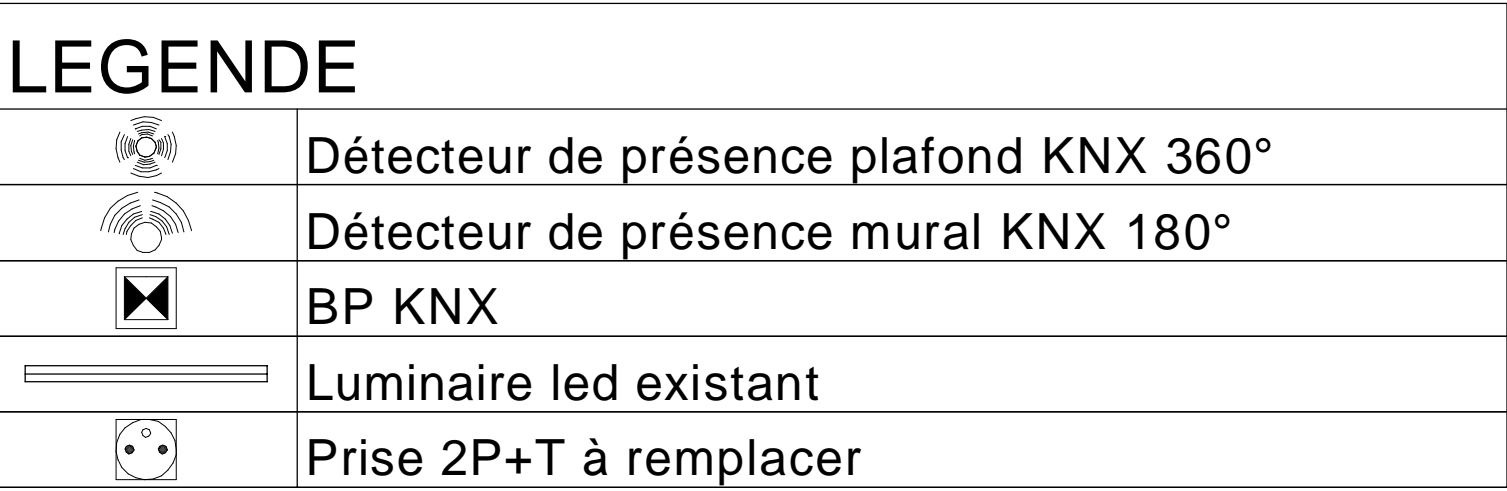 LEGENDE
Détecteur de présence plafond KNX 360°
Détecteur de présence mural KNX 180°
BP KNX
Luminaire led existant
Prise 2P+T à remplacer